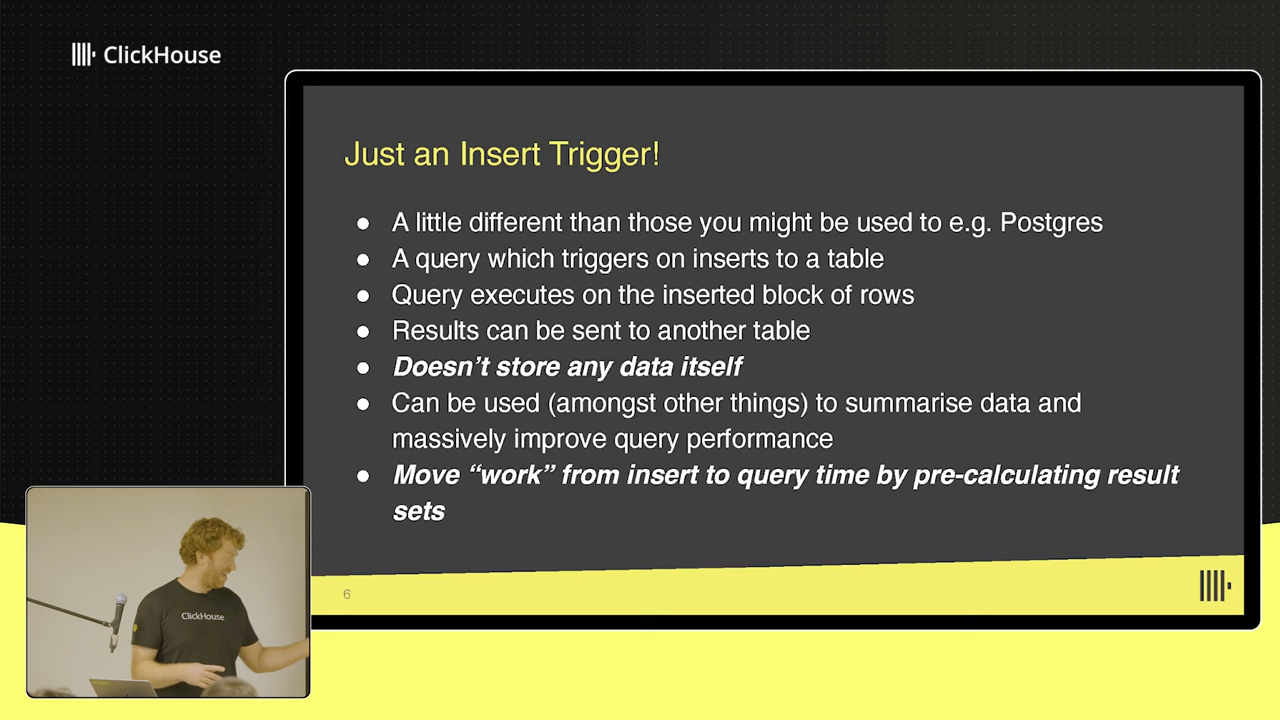 ClickHouse
Just an Insert Trigger!
● A little different than those you might be used to e.g. Postgres
● A query which triggers on inserts to a table
● Query executes on the inserted block of rows
● Results can be sent to another table
● Doesn’t store any data itself
● Can be used (amongst other things) to summarise data and
massively improve query performance
● Move “work” from insert to query time by pre-calculating result
sets
6
ClickHouse